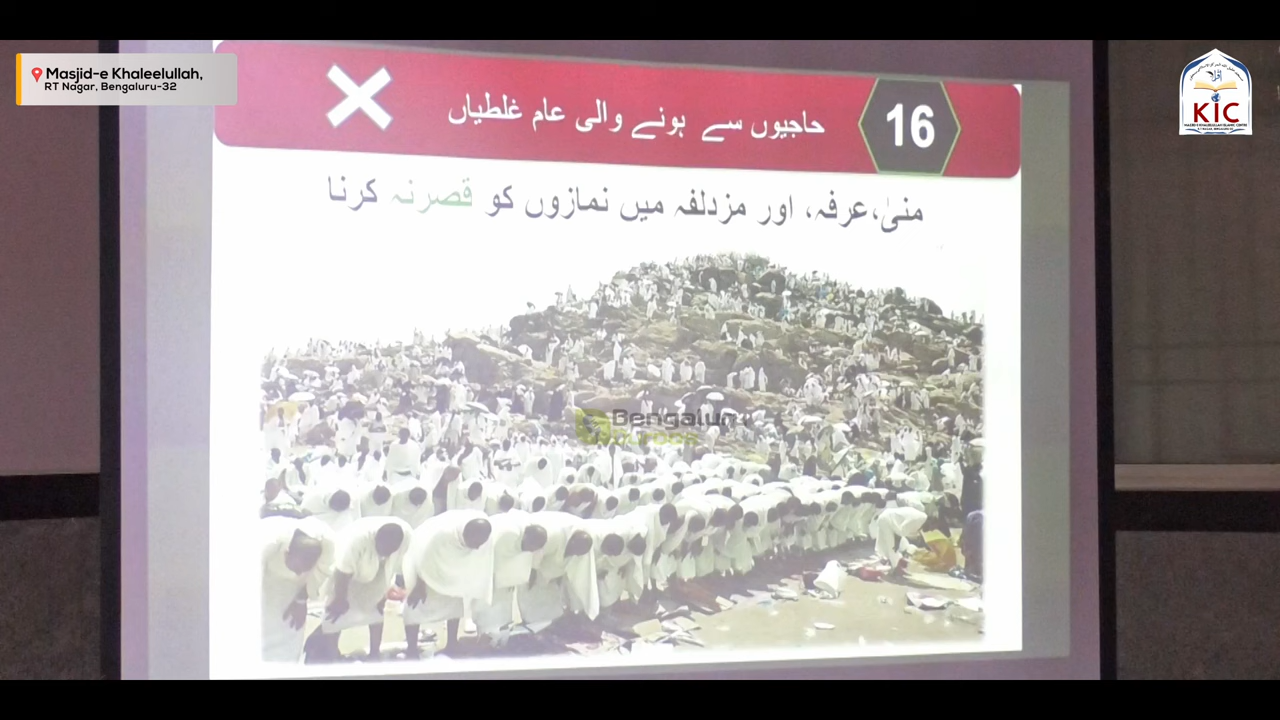 Masjid-e Khaleelullah,
RT Nagar, Bengaluru-32
KIC
16
حاجیوں سے ہونے والی عام غلطیاں
منیٰ،عرفہ، اور مزدلفہ میں نمازوں کو قصرنہ کرنا
Bengaluru